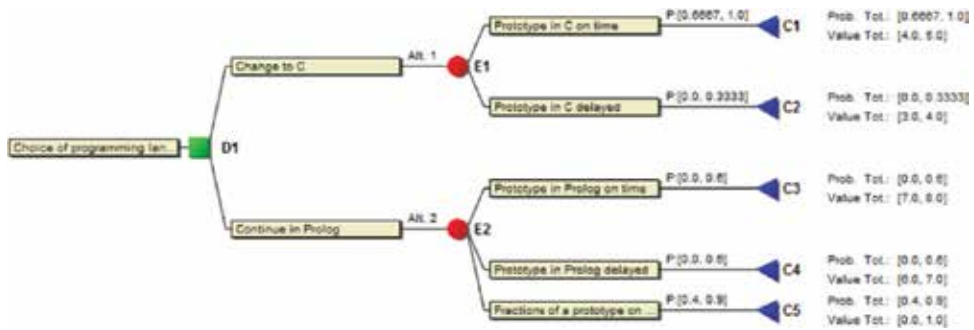 P:[0.6667, 1.0]
Prototype in C on time
C1
Prob. Tot.: [0.6667, 1.0]
Value Tot.: [4.0, 5.0]
Alt. 1
Change to C
E1
P:[0.0, 0.3333]
Prototype in C delayed
C2
Prob. Tot.: [0.0, 0.3333]
Value Tot.: [3.0, 4.0]
Choice of programming lan...
D1
P:[0.0, 0.6]
Prototype in Prolog on time
C3
Prob. Tot.: [0.0, 0.6]
Value Tot.: [7.0, 8.0]
Alt. 2
Continue in Prolog
E2
P:[0.0, 0.6]
Prototype in Prolog delayed
C4
Prob. Tot.: [0.0, 0.6]
Value Tot.: [6.0, 7.0]
P:[0.4, 0.9]
Fractions of a prototype on ...
C5
Prob. Tot.: [0.4, 0.9]
Value Tot.: [0.0, 1.0]